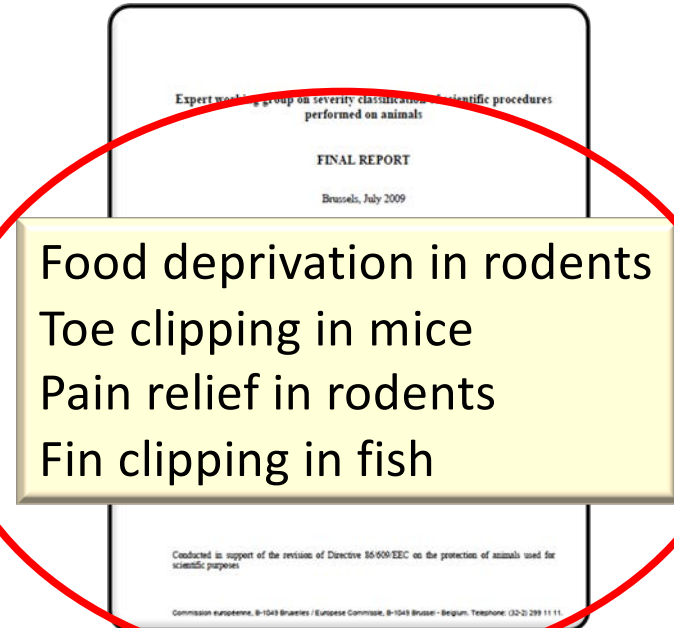 Expert working group on severity classification of scientific procedures
performed on animals
FINAL REPORT
Brussels, July 2009
Food deprivation in rodents
Toe clipping in mice
Pain relief in rodents
Fin clipping in fish
Conducted in support of the revision of Directive 86/609/EEC on the protection of animals used for
scientific purposes
Commission européenne, B-1049 Bruxelles / Europese Commissie, B-1049 Brussel - Belgium. Telephone: (32-2) 299 11 11.